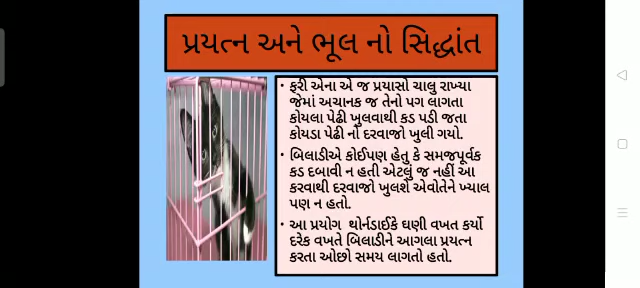 પ્રયત્ન અને ભૂલ નો સિદ્ધાંત
• ફરી એના એ જ પ્રયાસો ચાલુ રાખ્યા
જેમાં અચાનક જ તેનો પગ લાગતા
કોયલા પેઢી ખુલવાથી કડ પડી જતા
કોયડા પેઢી નો દરવાજો ખુલી ગયો.
• બિલાડીએ કોઈપણ હેતુ કે સમજપૂર્વક
કડ દબાવી ન હતી એટલું જ નહીં આ
કરવાથી દરવાજો ખુલશે એવોતેને ખ્યાલ
પણ ન હતો.
• આ પ્રયોગ થોર્નડાઈકે ઘણી વખત કર્યો
દરેક વખતે બિલાડીને આગલા પ્રયત્ન
કરતા ઓછો સમય લાગતો હતો.